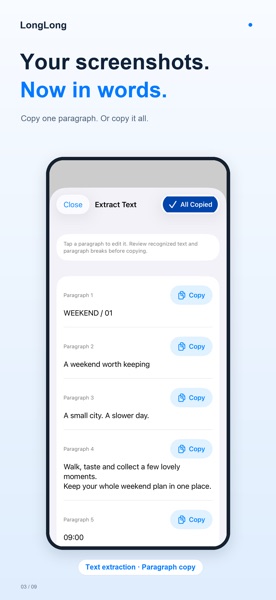 LongLong
Your screenshots.
Now in words.
Copy one paragraph. Or copy it all.
Close
Extract Text
All Copied
Tap a paragraph to edit it. Review recognized text and
paragraph breaks before copying.
Paragraph 1
Copy
WEEKEND / 01
Paragraph 2
Copy
A weekend worth keeping
Paragraph 3
Copy
A small city. A slower day.
Paragraph 4
Copy
Walk, taste and collect a few lovely
moments.
Keep your whole weekend plan in one place.
Paragraph 5
Copy
09:00
Text extraction · Paragraph copy
03 / 09